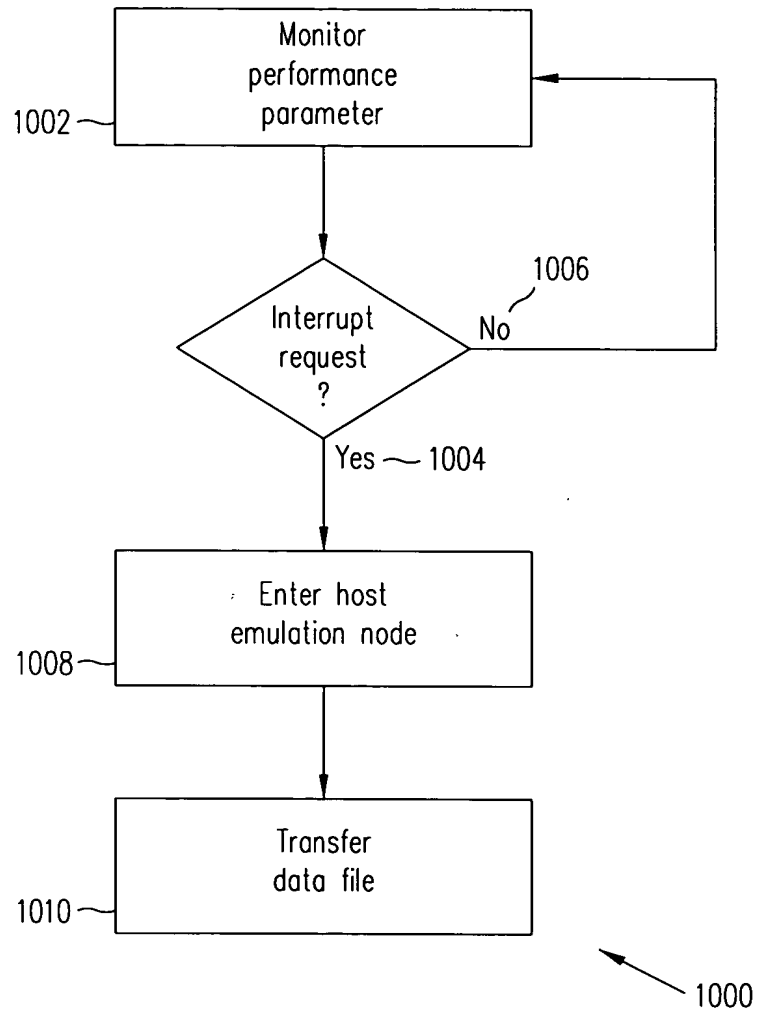 Monitor
performance
parameter
1002
1006
Interrupt
request
?
No
Yes
1004
Enter host
emulation node
1008
Transfer
data file
1010
1000